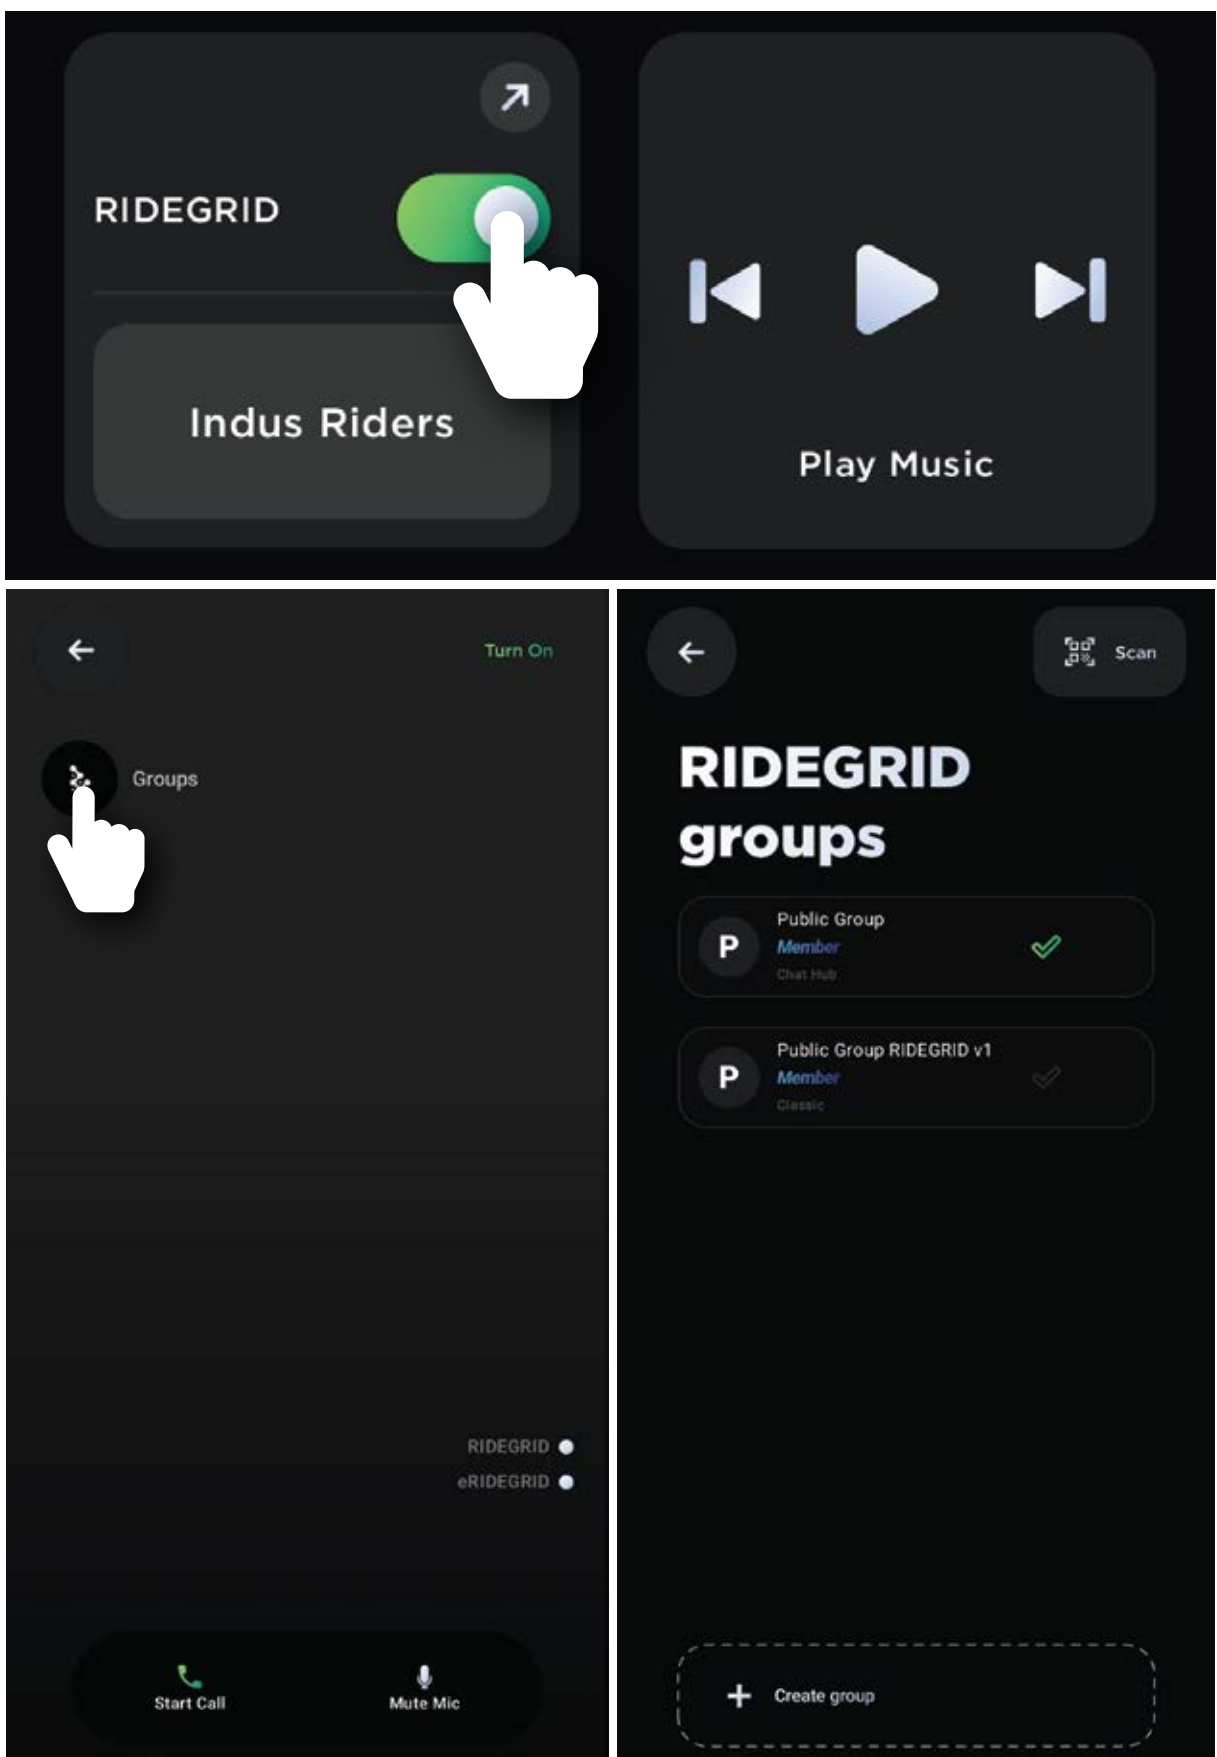 RIDEGRID
Indus Riders
Play Music
Turn On
Groups
RIDEGRID
eRIDEGRID
Start Call
Mute Mic
Scan
RIDEGRID
groups
P
Public Group
Member
Chat Hub
P
Public Group RIDEGRID v1
Member
Classic
Create group